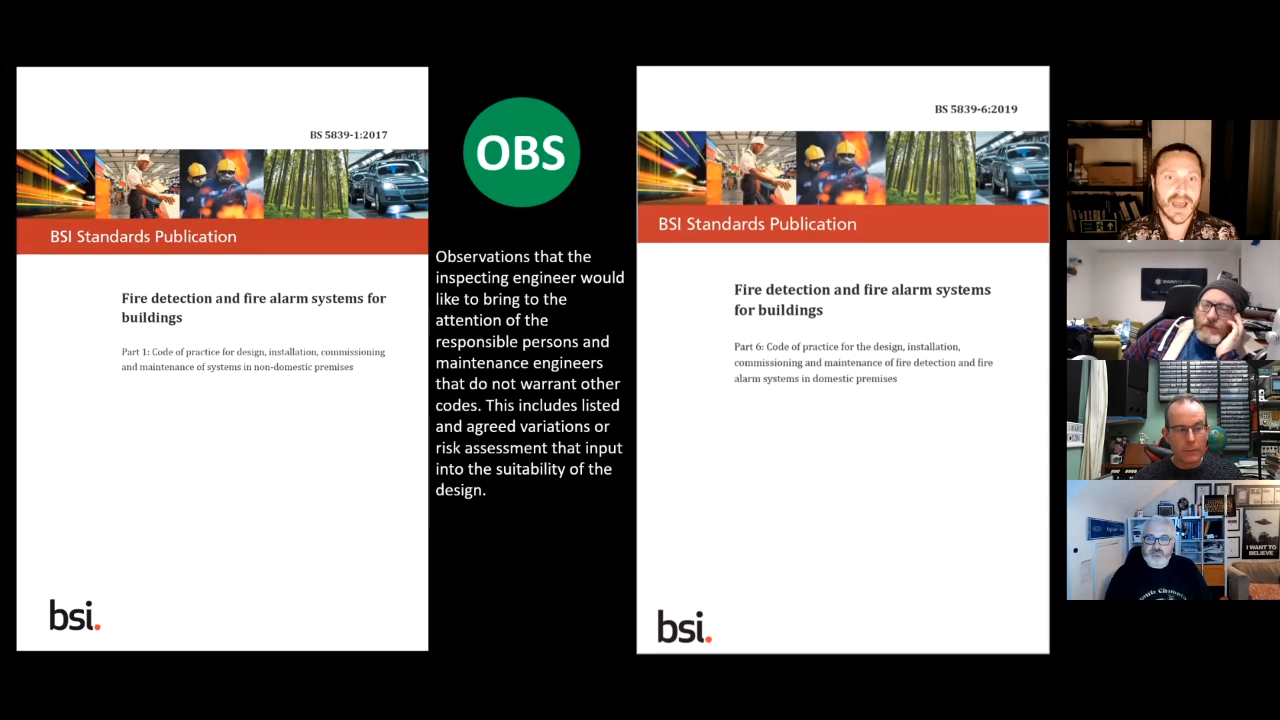 BS 5839-1:2017
BSI Standards Publication
Fire detection and fire alarm systems for
buildings
Part 1: Code of practice for design, installation, commissioning
and maintenance of systems in non-domestic premises
bsi.
OBS
Observations that the
inspecting engineer would
like to bring to the
attention of the
responsible persons and
maintenance engineers
that do not warrant other
codes. This includes listed
and agreed variations or
risk assessment that input
into the suitability of the
design.
BS 5839-6:2019
BSI Standards Publication
Fire detection and fire alarm systems
for buildings
Part 6: Code of practice for the design, installation,
commissioning and maintenance of fire detection and fire
alarm systems in domestic premises
bsi.
I WANT TO
BELIEVE